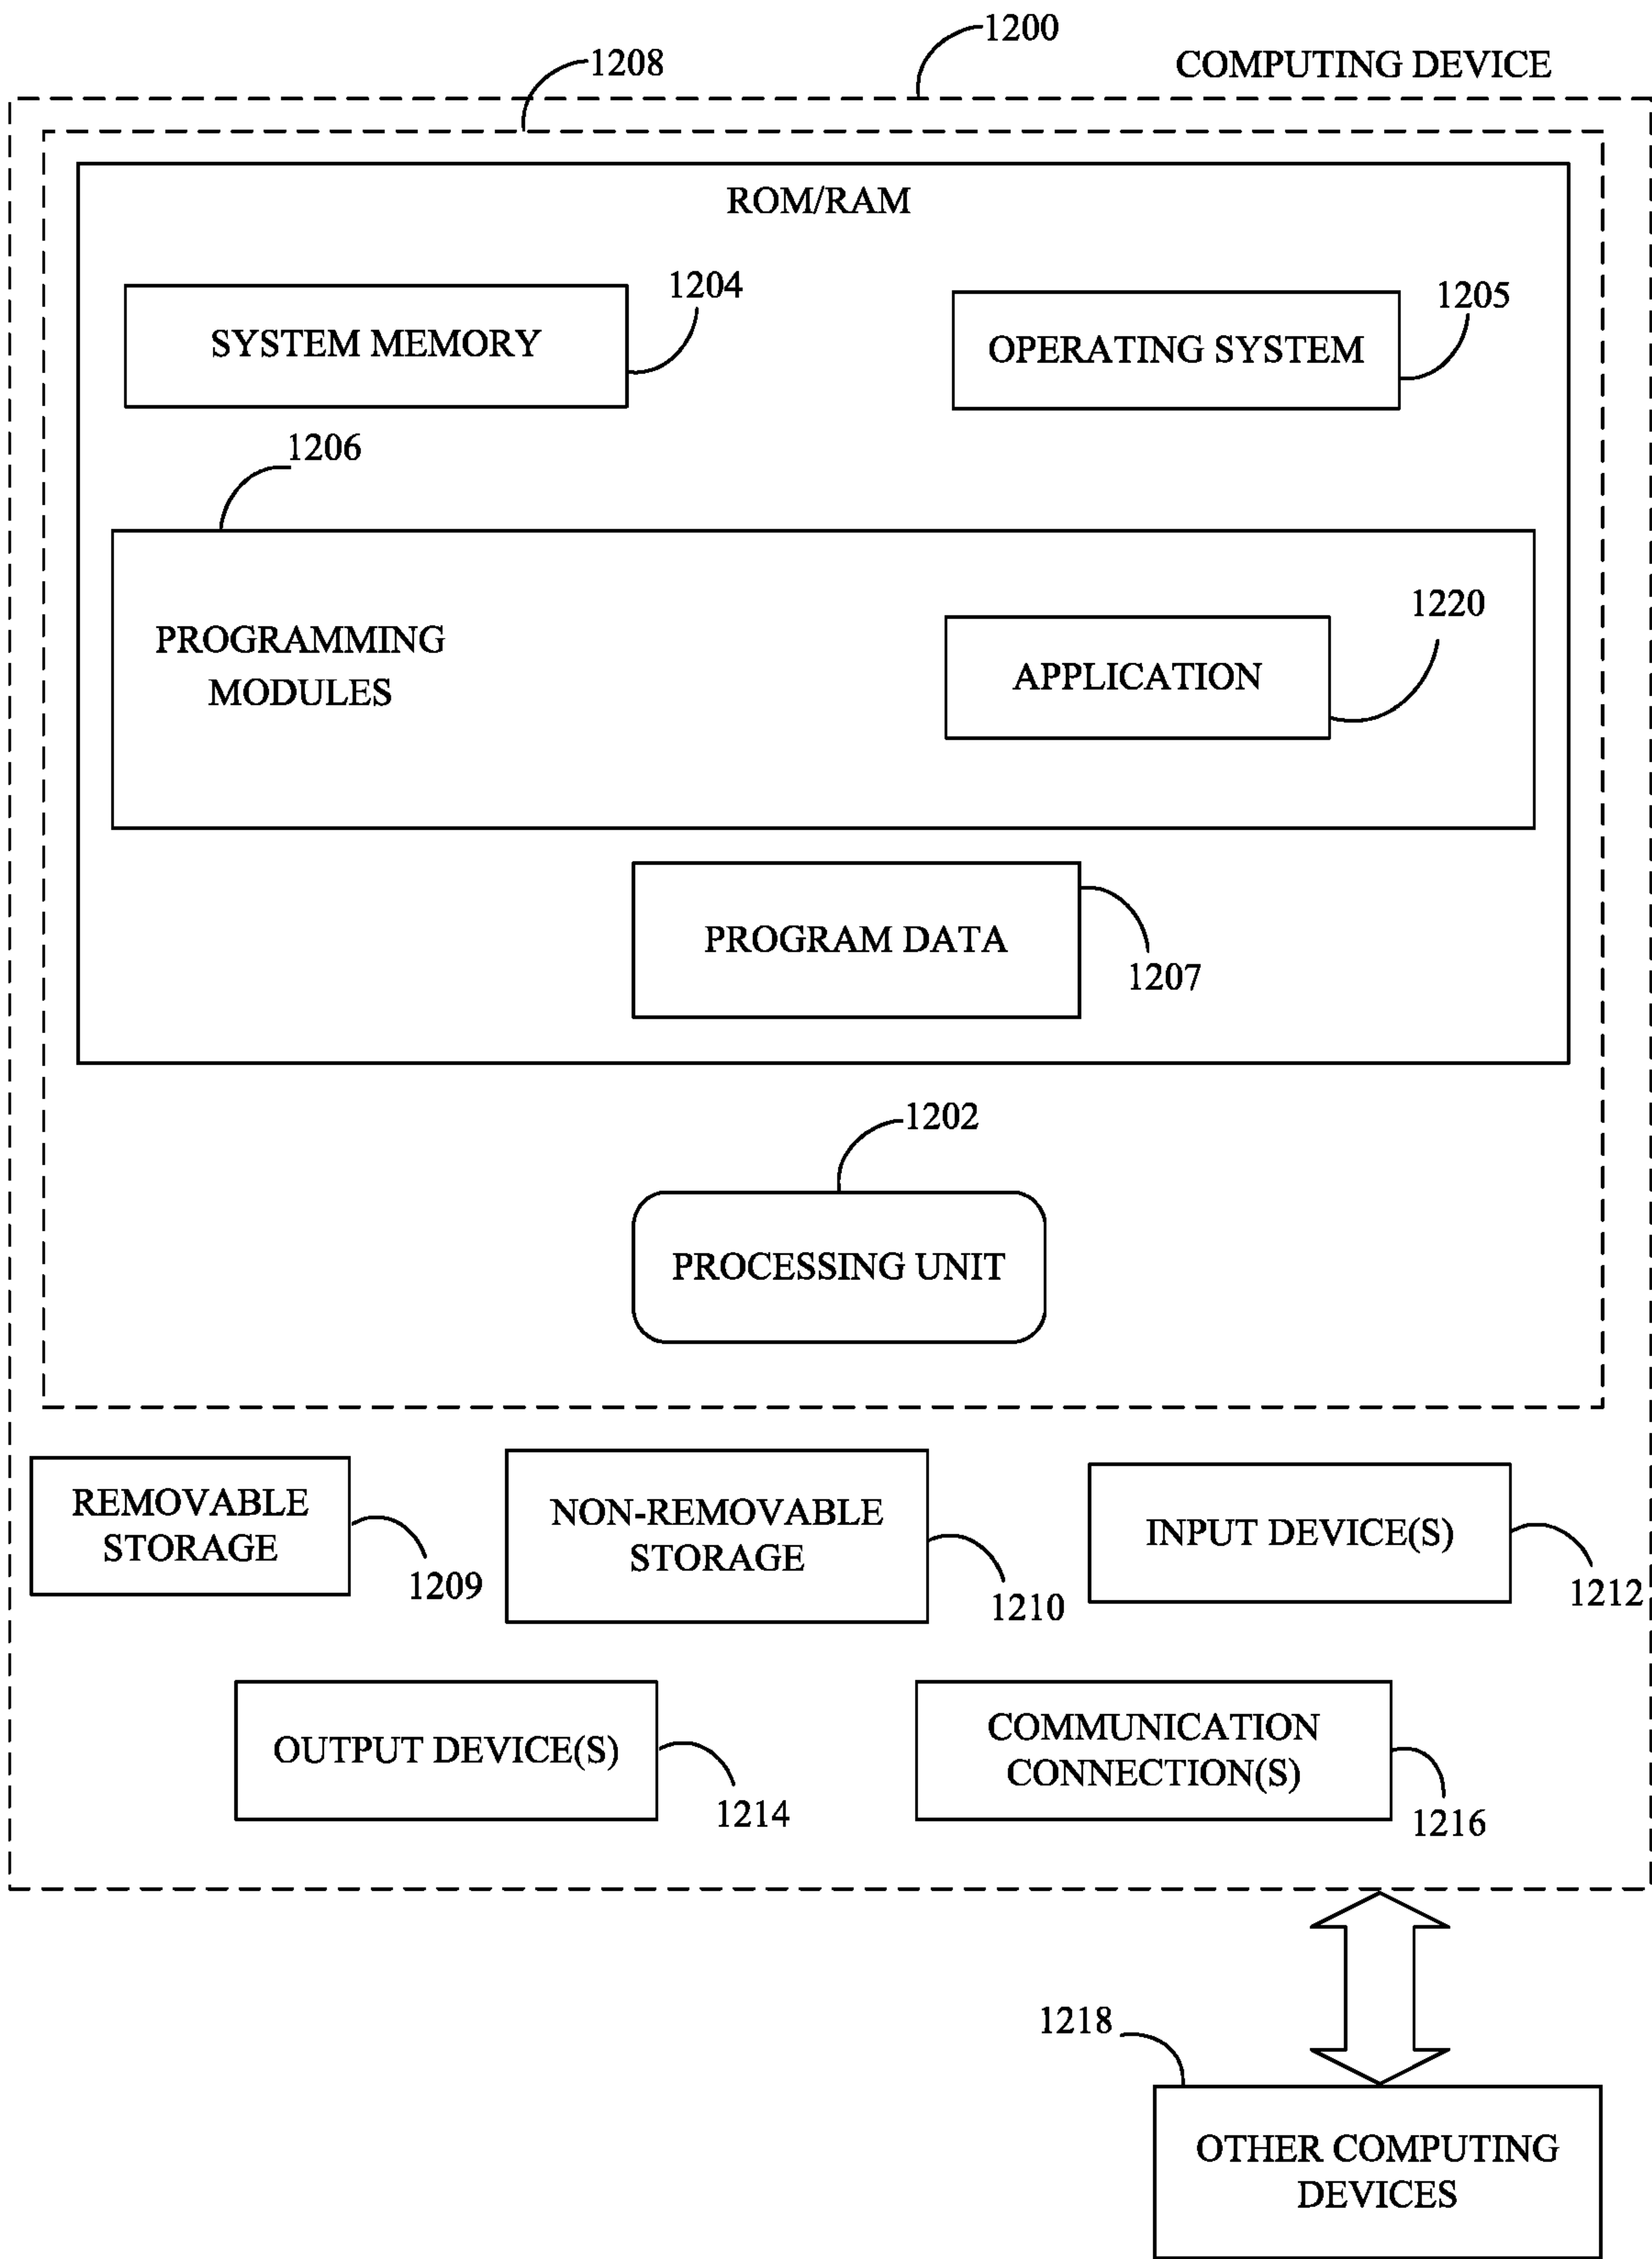 1200
1208
COMPUTING DEVICE
ROM/RAM
1204
1205
SYSTEM MEMORY
OPERATING SYSTEM
1206
1220
PROGRAMMING
MODULES
APPLICATION
PROGRAM DATA
1207
1202
PROCESSING UNIT
REMOVABLE
STORAGE
1209
NON-REMOVABLE
STORAGE
1210
INPUT DEVICE(S)
1212
OUTPUT DEVICE(S)
1214
COMMUNICATION
CONNECTION(S)
1216
1218
OTHER COMPUTING
DEVICES